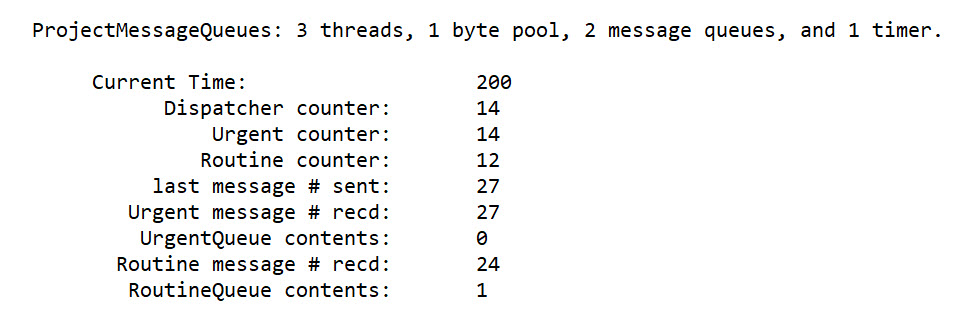 ProjectMessageQueues: 3 threads, 1 byte pool, 2 message queues, and 1 timer.
Current Time: 200
Dispatcher counter: 14
Urgent counter: 14
Routine counter: 12
last message # sent: 27
Urgent message # recd: 27
UrgentQueue contents: 0
Routine message # recd: 24
RoutineQueue contents: 1